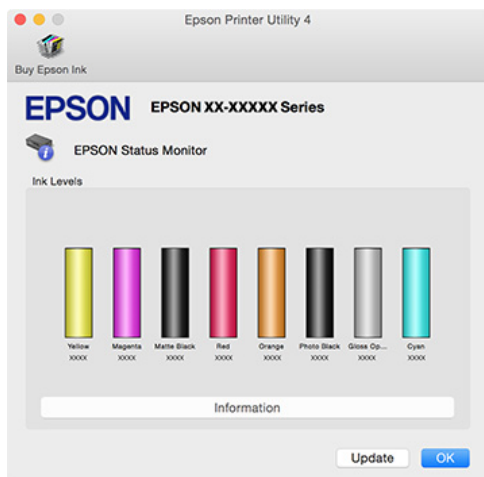 Epson Printer Utility 4
Buy Epson Ink
EPSON EPSON XX-XXXXX Series
EPSON Status Monitor
Ink Levels
Yellow Magenta Matte Black Red Orange Photo Black Gloss Op... Cyan
XXXX XXXX XXXX XXXX XXXX XXXX XXXX XXXX
Information
Update OK